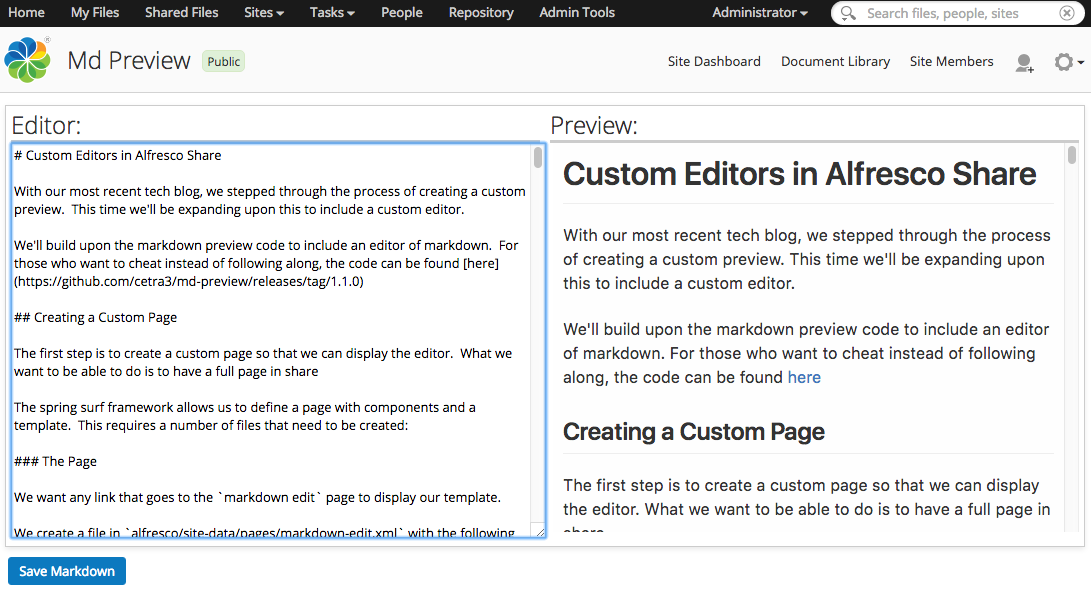 Home My Files Shared Files Sites Tasks People Repository Admin Tools Administrator Search files, people, sites
Md Preview Public Site Dashboard Document Library Site Members
Editor:
# Custom Editors in Alfresco Share
With our most recent tech blog, we stepped through the process of creating a custom
preview.  This time we'll be expanding upon this to include a custom editor.
We'll build upon the markdown preview code to include an editor of markdown.  For
those who want to cheat instead of following along, the code can be found [here]
(https://github.com/cetra3/md-preview/releases/tag/1.1.0)
## Creating a Custom Page
The first step is to create a custom page so that we can display the editor.  What we
want to be able to do is to have a full page in share
The spring surf framework allows us to define a page with components and a
template.  This requires a number of files that need to be created:
### The Page
We want any link that goes to the `markdown edit` page to display our template.
We create a file in `alfresco/site-data/pages/markdown-edit.xml` with the following
Preview:
Custom Editors in Alfresco Share
With our most recent tech blog, we stepped through the process
of creating a custom preview. This time we'll be expanding upon
this to include a custom editor.
We'll build upon the markdown preview code to include an editor
of markdown. For those who want to cheat instead of following
along, the code can be found here
Creating a Custom Page
The first step is to create a custom page so that we can display
the editor. What we want to be able to do is to have a full page in
share
Save Markdown